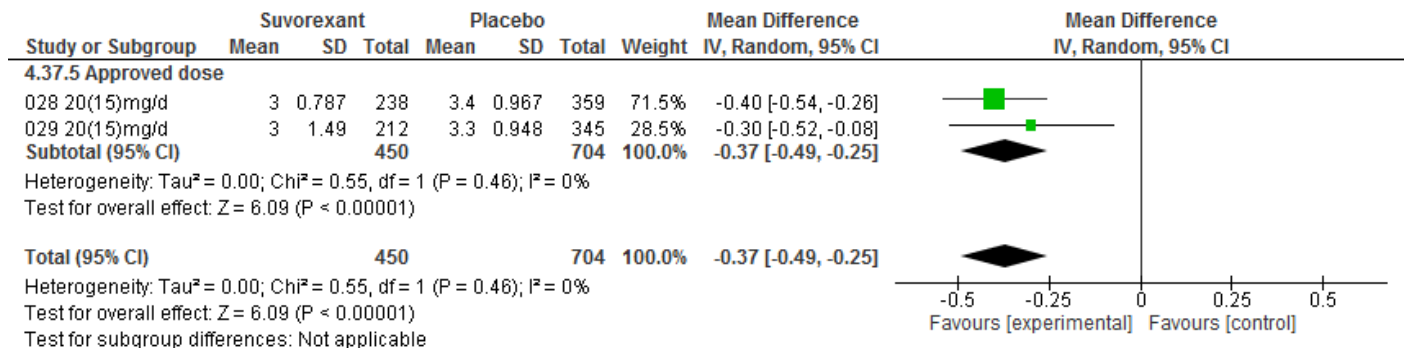 Suvorexant Placebo Mean Difference Mean Difference
Study or Subgroup Mean SD Total Mean SD Total Weight IV, Random, 95% CI IV, Random, 95% CI
4.37.5 Approved dose
028 20(15)mg/d 3 0.787 238 3.4 0.967 359 71.5% -0.40 [-0.54, -0.26]
029 20(15)mg/d 3 1.49 212 3.3 0.948 345 28.5% -0.30 [-0.52, -0.08]
Subtotal (95% CI) 450 704 100.0% -0.37 [-0.49, -0.25]
Heterogeneity: Tau² = 0.00; Chi² = 0.55, df = 1 (P = 0.46); I² = 0%
Test for overall effect: Z = 6.09 (P < 0.00001)
Total (95% CI) 450 704 100.0% -0.37 [-0.49, -0.25]
Heterogeneity: Tau² = 0.00; Chi² = 0.55, df = 1 (P = 0.46); I² = 0%
Test for overall effect: Z = 6.09 (P < 0.00001)
Test for subgroup differences: Not applicable
-0.5 -0.25 0 0.25 0.5
Favours [experimental] Favours [control]